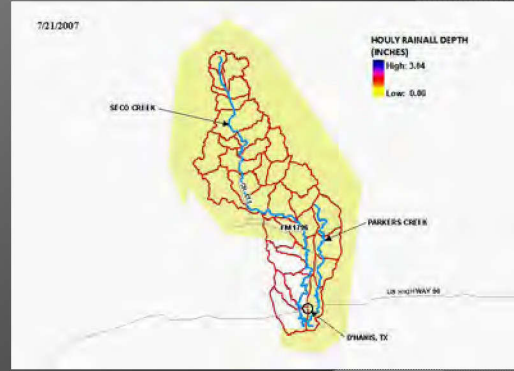 7/21/2007
HOULY RAINALL DEPTH
(INCHES)
High: 3.04
Low: 0.00
SECO CREEK
PARKERS CREEK
FM 1796
US HIGHWAY 90
D'HANIS, TX